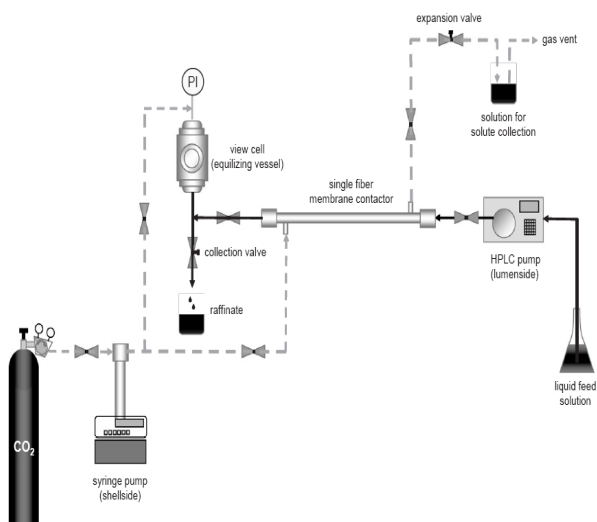 expansion valve
gas vent
PI
solution for
solute collection
view cell
(equilizing vessel)
single fiber
membrane contactor
collection valve
HPLC pump
(lumenside)
raffinate
liquid feed
solution
CO₂
syringe pump
(shellside)